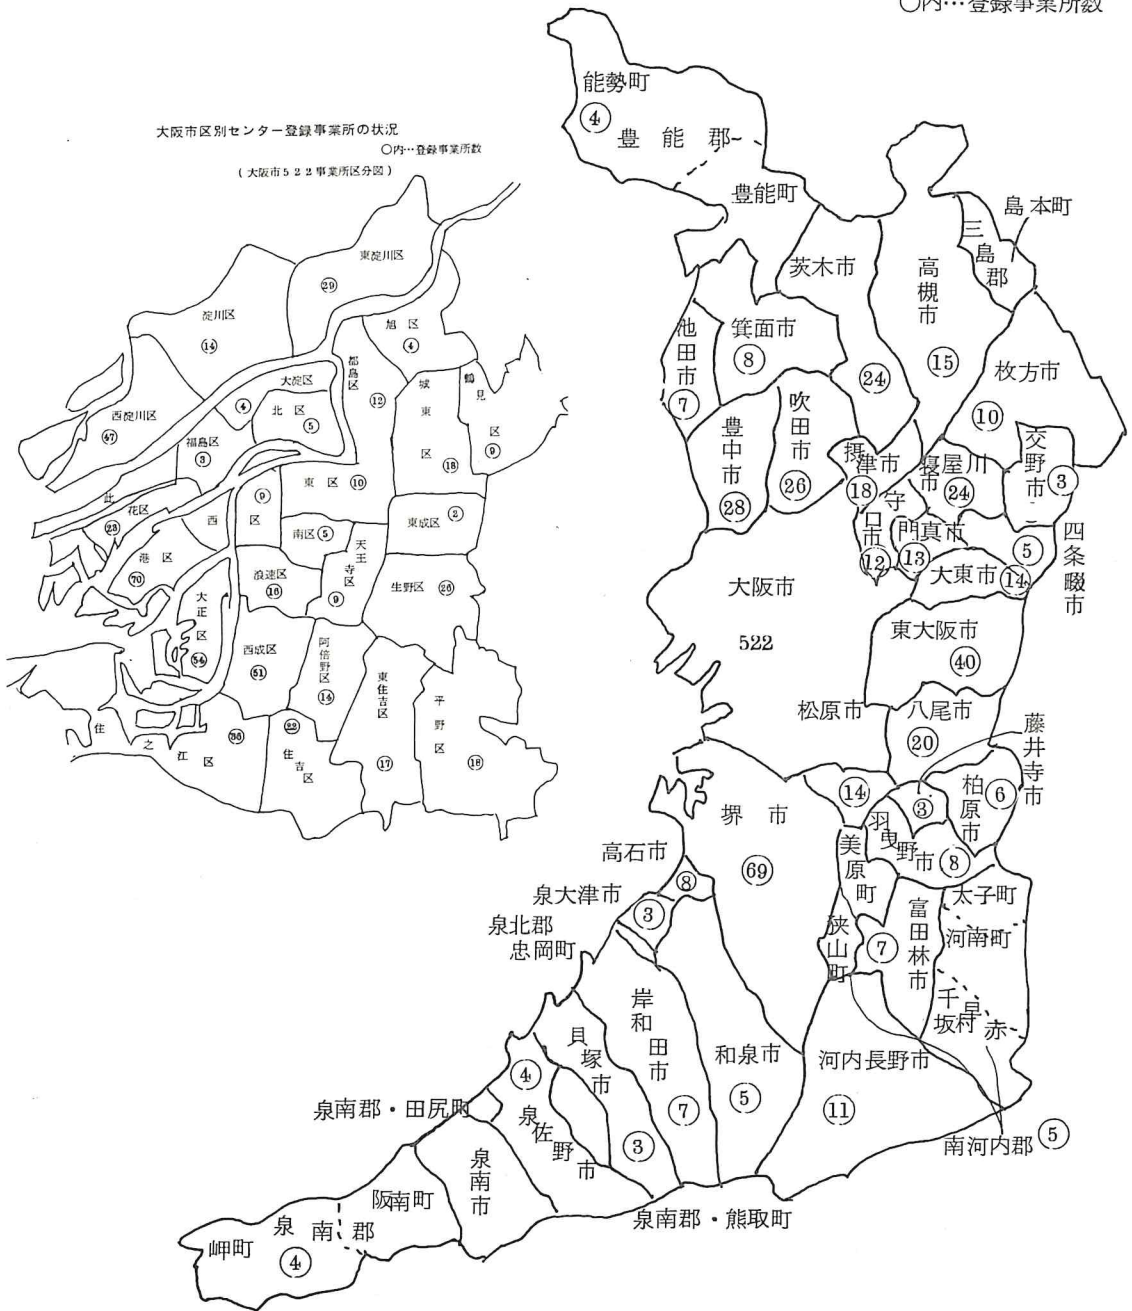 ○内…登録事業所数
大阪市区別センター登録事業所の状況
○内…登録事業所数
(大阪市522事業所区分図)
東淀川区
29
淀川区
14
旭区
4
都島区
12
大淀区
4
北区
5
城東区
18
鶴見区
9
西淀川区
47
福島区
3
此花区
23
西区
9
東区
10
東成区
2
南区
5
天王寺区
9
港区
70
浪速区
16
生野区
26
大正区
54
西成区
51
阿倍野区
14
東住吉区
17
平野区
18
住之江区
36
住吉区
22
能勢町
4
豊能郡
豊能町
島本町
三島郡
茨木市
24
高槻市
15
池田市
7
箕面市
8
枚方市
10
豊中市
28
吹田市
26
摂津市
18
寝屋川市
24
交野市
3
守口市
12
門真市
13
四条畷市
5
大東市
14
大阪市
522
東大阪市
40
松原市
14
八尾市
20
藤井寺市
3
柏原市
6
堺市
69
羽曳野市
8
美原町
高石市
8
泉大津市
3
泉北郡
忠岡町
狭山町
富田林市
7
太子町
河南町
千早赤
坂村
岸和田市
7
貝塚市
3
和泉市
5
河内長野市
11
南河内郡
5
泉南郡・田尻町
泉佐野市
4
泉南市
阪南町
泉南郡
岬町
4
泉南郡・熊取町